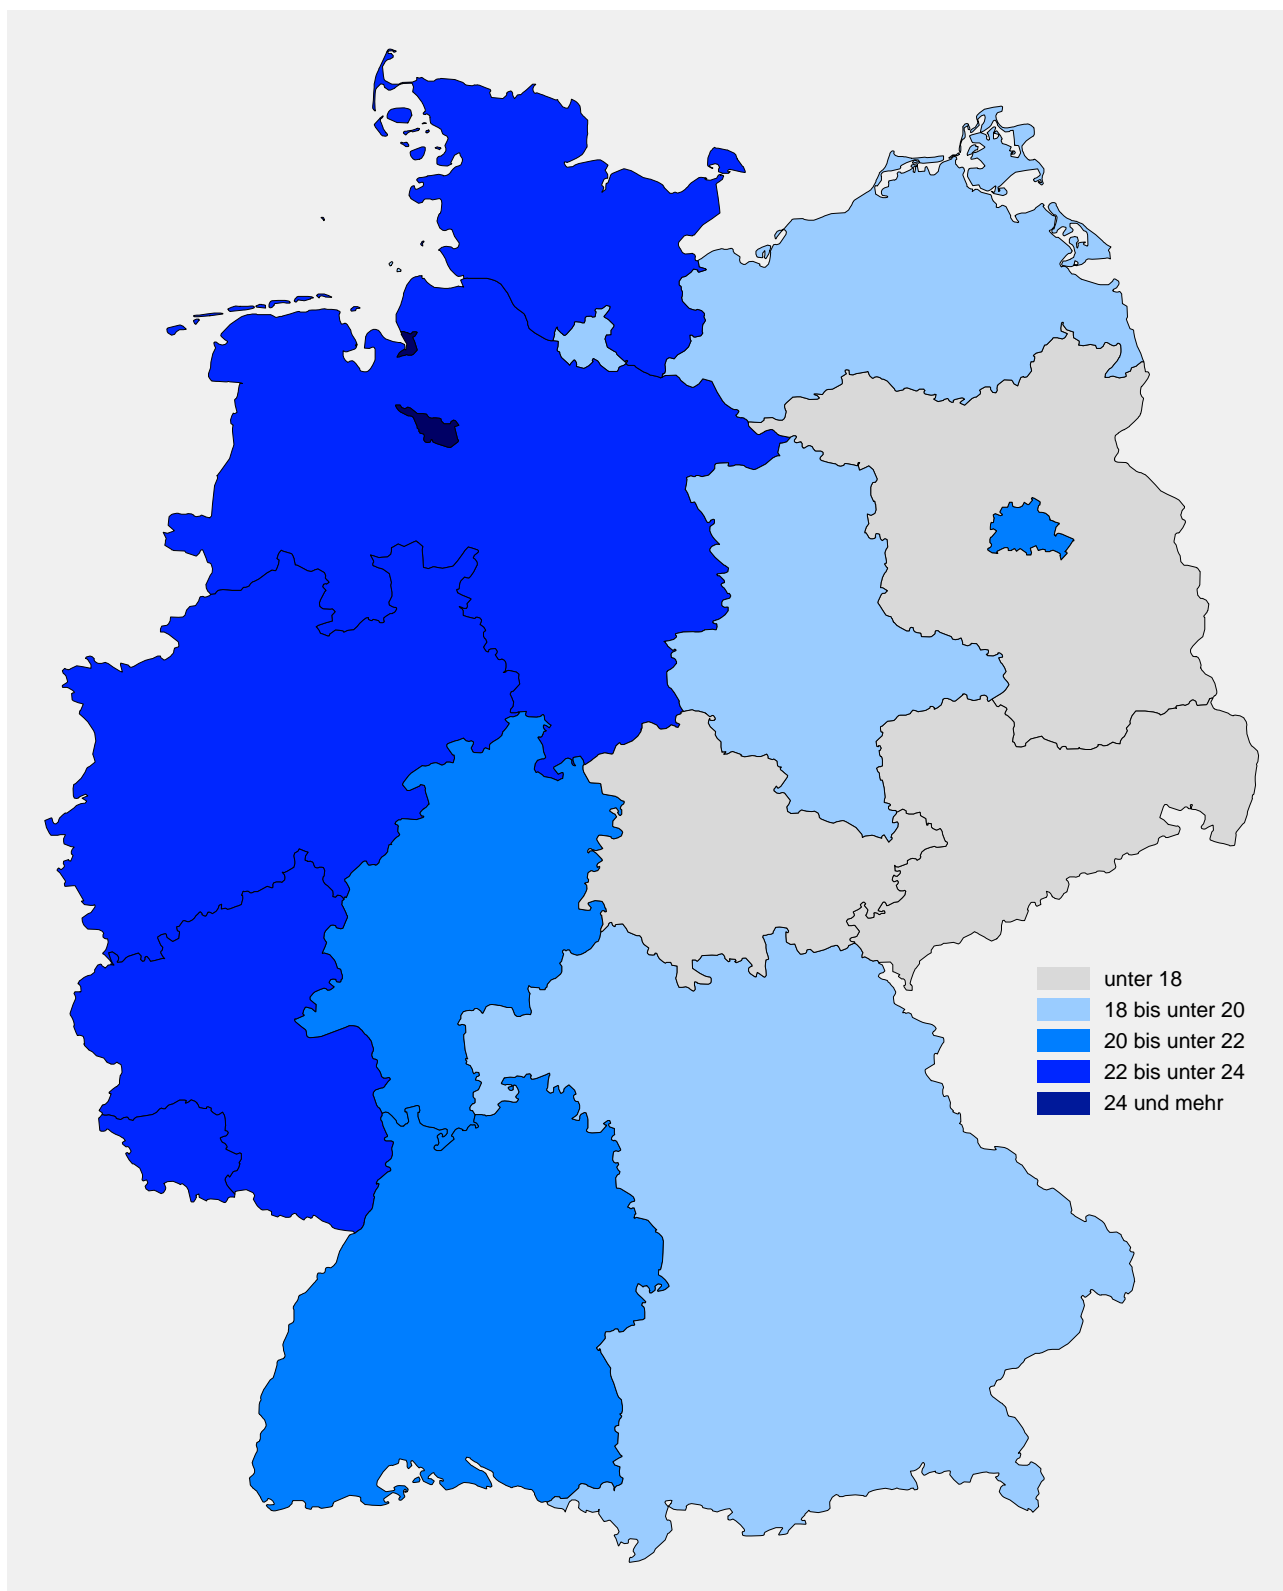 unter 18
18 bis unter 20
20 bis unter 22
22 bis unter 24
24 und mehr